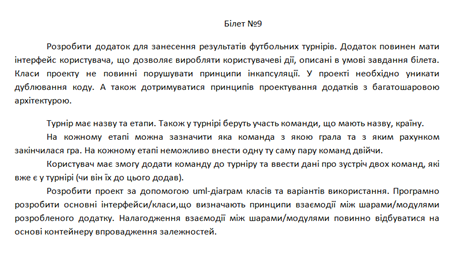 Білет №9
Розробити додаток для занесення результатів футбольних турнірів. Додаток повинен мати
інтерфейс користувача, що дозволяє виробляти користувачеві дії, описані в умові завдання білета.
Класи проекту не повинні порушувати принципи інкапсуляції. У проекті необхідно уникати
дублювання коду. А також дотримуватися принципів проектування додатків з багатошаровою
архітектурою.
Турнір має назву та етапи. Також у турнірі беруть участь команди, що мають назву, країну.
На кожному етапі можна зазначити яка команда з якою грала та з яким рахунком
закінчилася гра. На кожному етапі неможливо внести одну ту саму пару команд двійчи.
Користувач має змогу додати команду до турніру та ввести дані про зустріч двох команд, які
вже є у турнірі (чи він їх до цього додав).
Розробити проект за допомогою uml-діаграм класів та варіантів використання. Програмно
розробити основні інтерфейси/класи,що визначають принципи взаємодії між шарами/модулями
розробленого додатку. Налагодження взаємодії між шарами/модулями повинно відбуватися на
основі контейнеру впровадження залежностей.